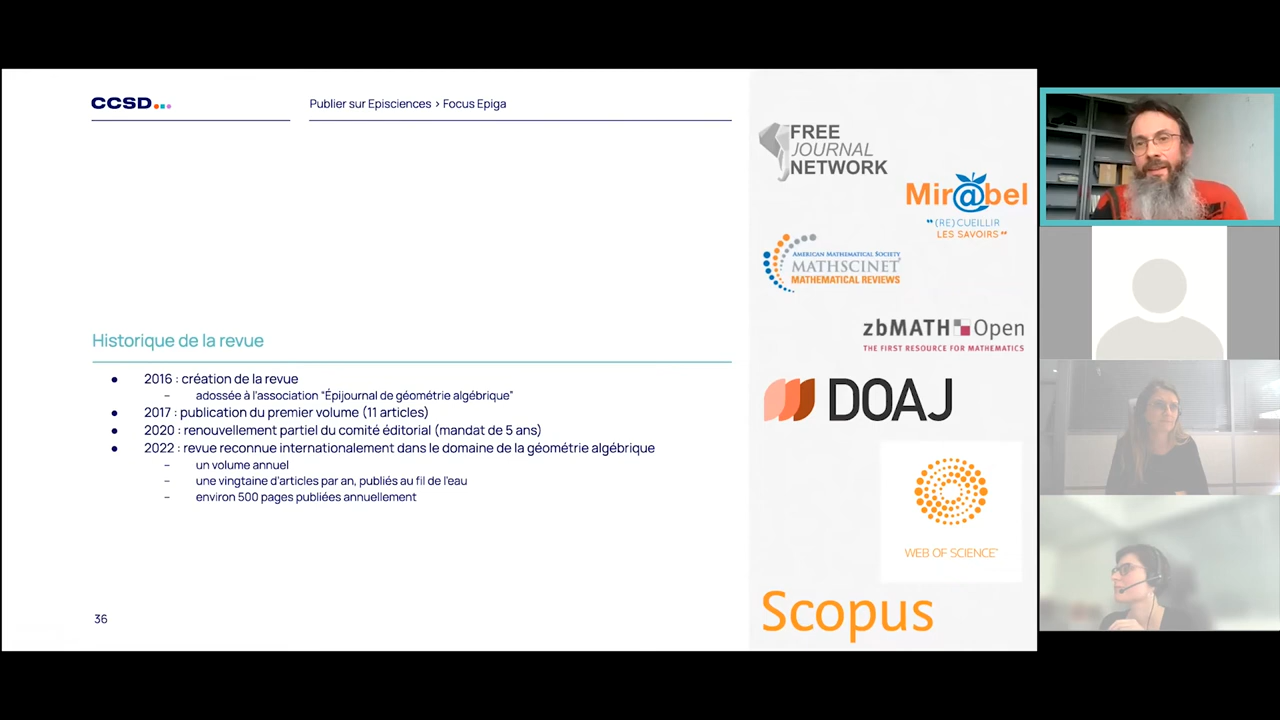 CCSD
Publier sur Episciences > Focus Epiga
Historique de la revue
● 2016 : création de la revue
– adossée à l'association “Épijournal de géométrie algébrique”
● 2017 : publication du premier volume (11 articles)
● 2020 : renouvellement partiel du comité éditorial (mandat de 5 ans)
● 2022 : revue reconnue internationalement dans le domaine de la géométrie algébrique
– un volume annuel
– une vingtaine d'articles par an, publiés au fil de l'eau
– environ 500 pages publiées annuellement
36
FREE
JOURNAL
NETWORK
Mir@bel
“(RE)CUEILLIR
LES SAVOIRS”
AMERICAN MATHEMATICAL SOCIETY
MATHSCINET
MATHEMATICAL REVIEWS
zbMATH Open
THE FIRST RESOURCE FOR MATHEMATICS
DOAJ
WEB OF SCIENCE™
Scopus